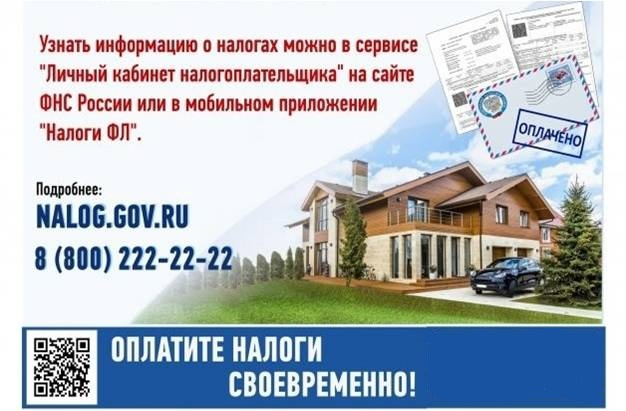 Узнать информацию о налогах можно в сервисе
"Личный кабинет налогоплательщика" на сайте
ФНС России или в мобильном приложении
"Налоги ФЛ".
ОПЛАЧЕНО
Подробнее:
NALOG.GOV.RU
8 (800) 222-22-22
ОПЛАТИТЕ НАЛОГИ
СВОЕВРЕМЕННО!